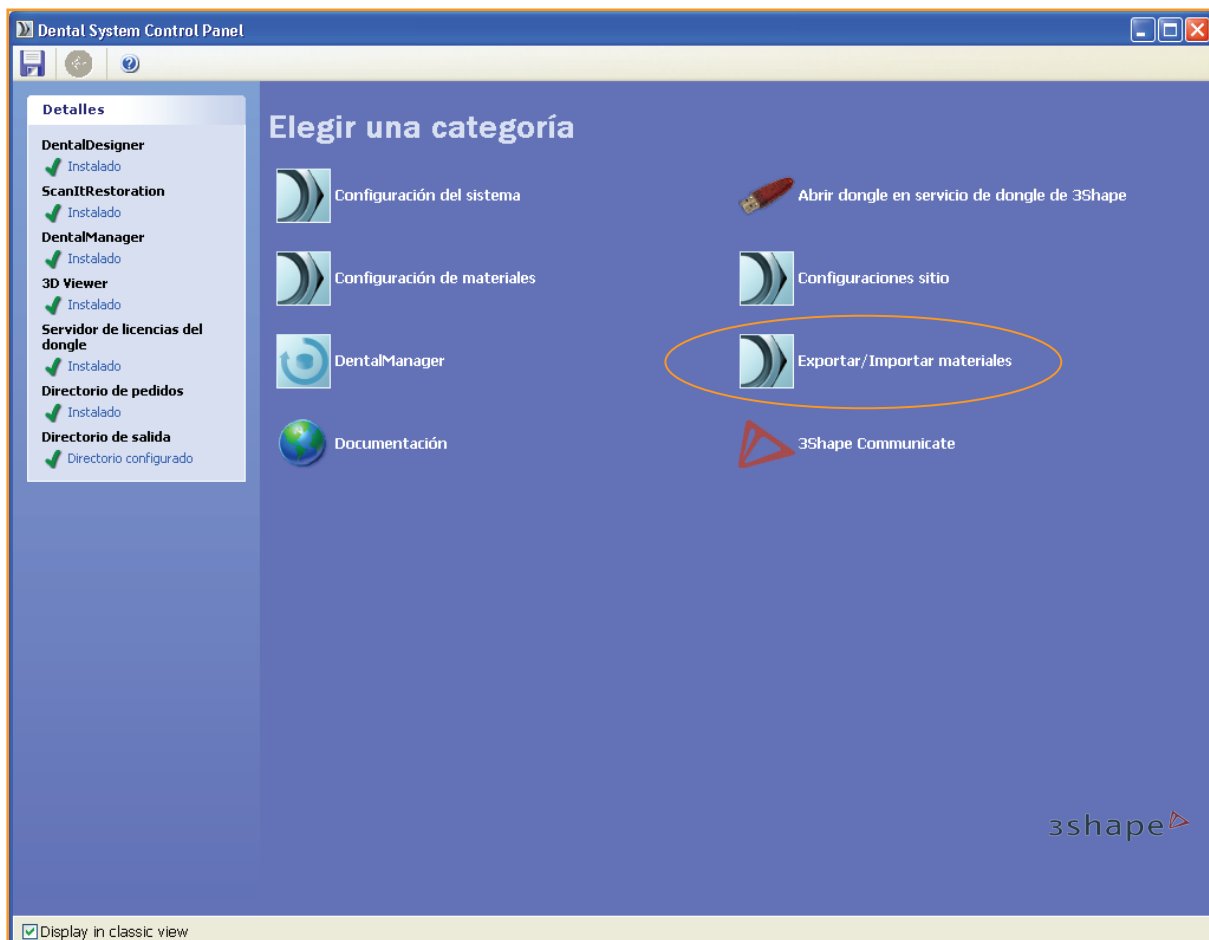 Dental System Control Panel
Detalles
DentalDesigner
Instalado
ScanItRestoration
Instalado
DentalManager
Instalado
3D Viewer
Instalado
Servidor de licencias del
dongle
Instalado
Directorio de pedidos
Instalado
Directorio de salida
Directorio configurado
Elegir una categoría
Configuración del sistema
Abrir dongle en servicio de dongle de 3Shape
Configuración de materiales
Configuraciones sitio
DentalManager
Exportar/Importar materiales
Documentación
3Shape Communicate
3shape
Display in classic view